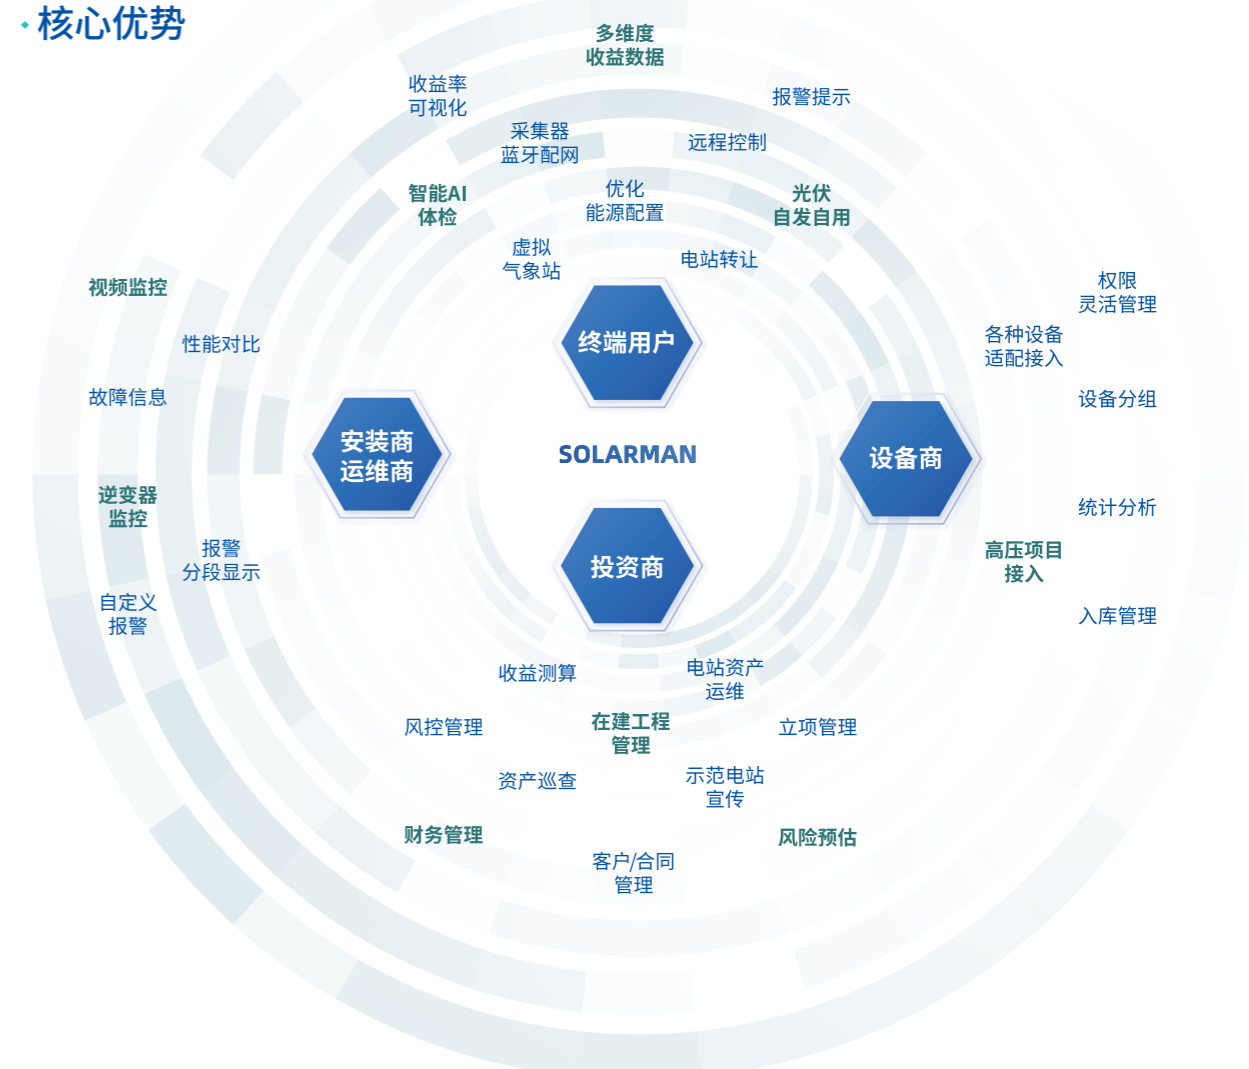 核心优势
多维度
收益数据
收益率
可视化
报警提示
采集器
蓝牙配网
远程控制
智能AI
体检
优化
能源配置
光伏
自发自用
虚拟
气象站
电站转让
终端用户
视频监控
性能对比
故障信息
安装商
运维商
逆变器
监控
报警
分段显示
自定义
报警
SOLARMAN
权限
灵活管理
各种设备
适配接入
设备分组
设备商
统计分析
高压项目
接入
入库管理
投资商
收益测算
电站资产
运维
风控管理
在建工程
管理
立项管理
资产巡查
示范电站
宣传
财务管理
风险预估
客户/合同
管理